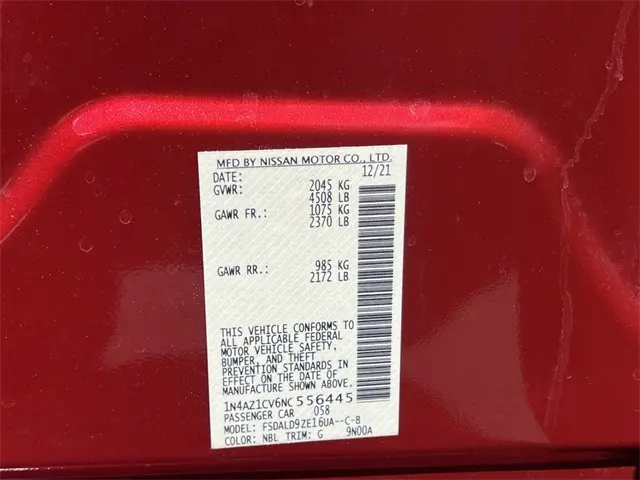 MFD BY NISSAN MOTOR CO., LTD.
DATE: 12/21
GVWR: 2045 KG
4508 LB
GAWR FR.: 1075 KG
2370 LB
GAWR RR.: 985 KG
2172 LB
THIS VEHICLE CONFORMS TO
ALL APPLICABLE FEDERAL
MOTOR VEHICLE SAFETY,
BUMPER, AND THEFT
PREVENTION STANDARDS IN
EFFECT ON THE DATE OF
MANUFACTURE SHOWN ABOVE.
1N4AZ1CV6NC 556445
PASSENGER CAR 058
MODEL: FSDALD9ZE16UA--C-B
COLOR: NBL TRIM: G 9N00A